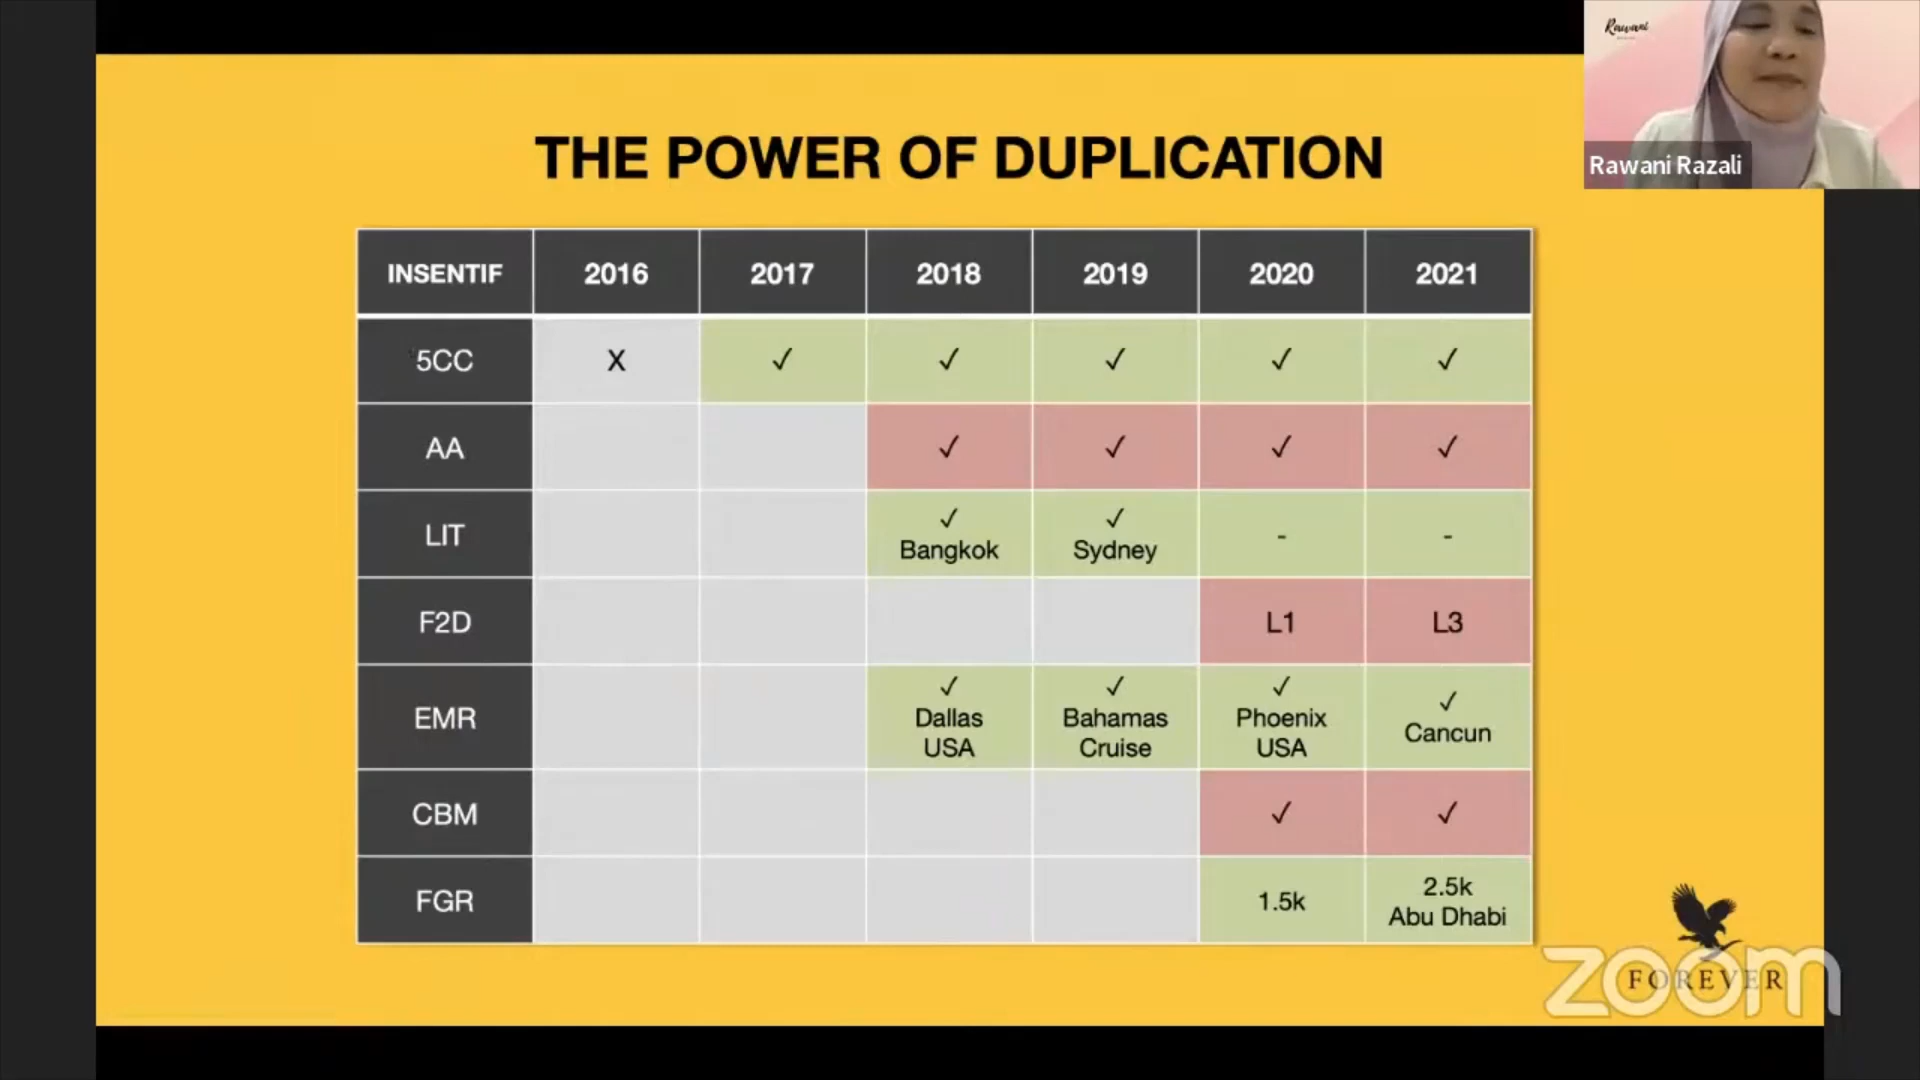 Rawani
Rawani Razali
THE POWER OF DUPLICATION
INSENTIF 2016 2017 2018 2019 2020 2021
5CC X ✓ ✓ ✓ ✓ ✓
AA ✓ ✓ ✓ ✓
LIT ✓ Bangkok ✓ Sydney - -
F2D L1 L3
EMR ✓ Dallas USA ✓ Bahamas Cruise ✓ Phoenix USA ✓ Cancun
CBM ✓ ✓
FGR 1.5k 2.5k Abu Dhabi
FOREVER
zoom